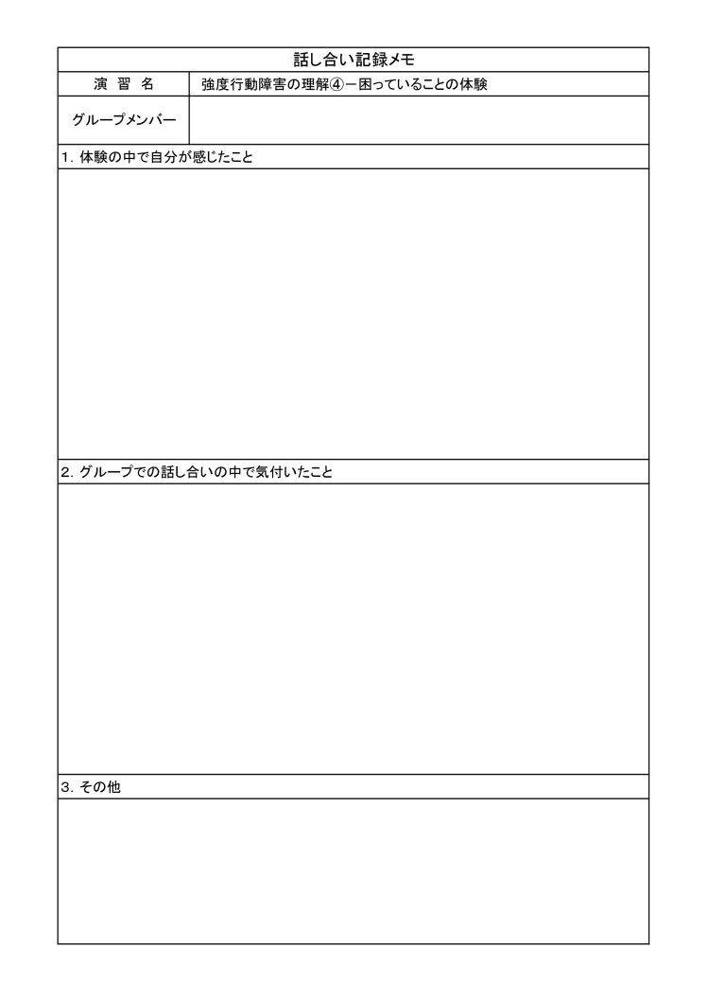 話し合い記録メモ
演 習 名
強度行動障害の理解④－困っていることの体験
グループメンバー
1．体験の中で自分が感じたこと
2．グループでの話し合いの中で気付いたこと
3．その他